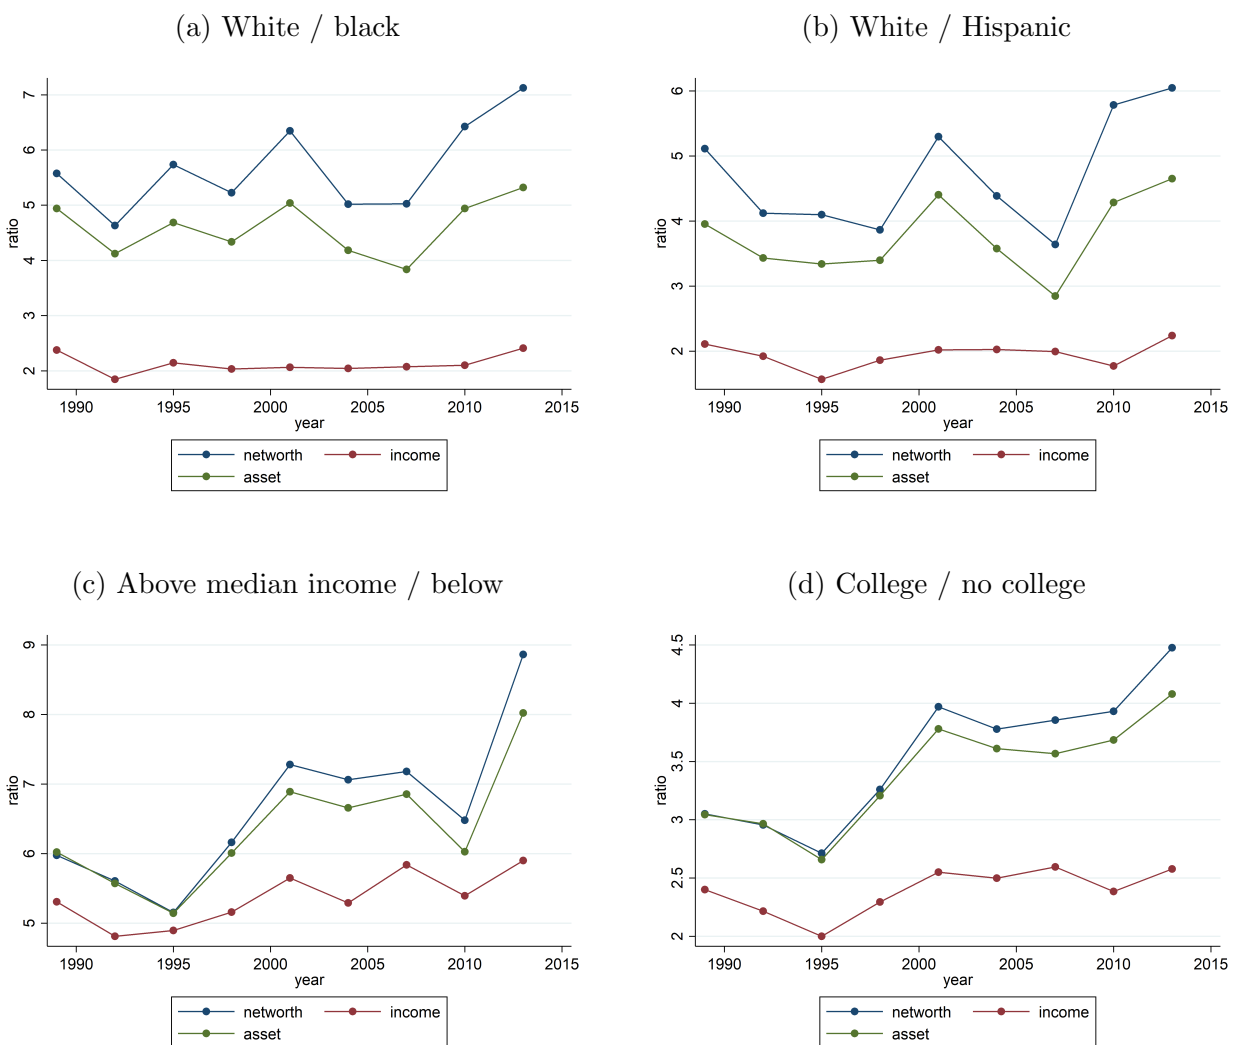 (a) White / black
(b) White / Hispanic
7
6
5
4
3
2
ratio
1990 1995 2000 2005 2010 2015
year
networth income
asset
6
5
4
3
2
ratio
1990 1995 2000 2005 2010 2015
year
networth income
asset
(c) Above median income / below
(d) College / no college
9
8
7
6
5
ratio
1990 1995 2000 2005 2010 2015
year
networth income
asset
4.5
4
3.5
3
2.5
2
ratio
1990 1995 2000 2005 2010 2015
year
networth income
asset